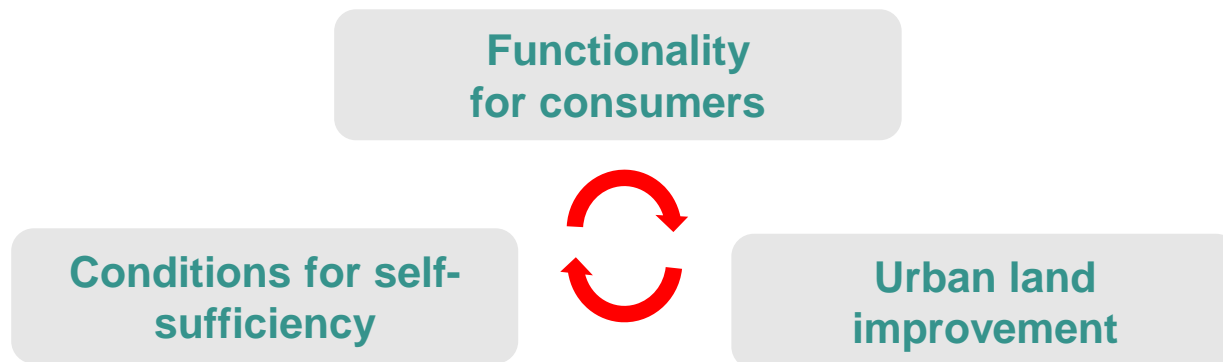 Functionality
for consumers
Conditions for self-
sufficiency
Urban land
improvement